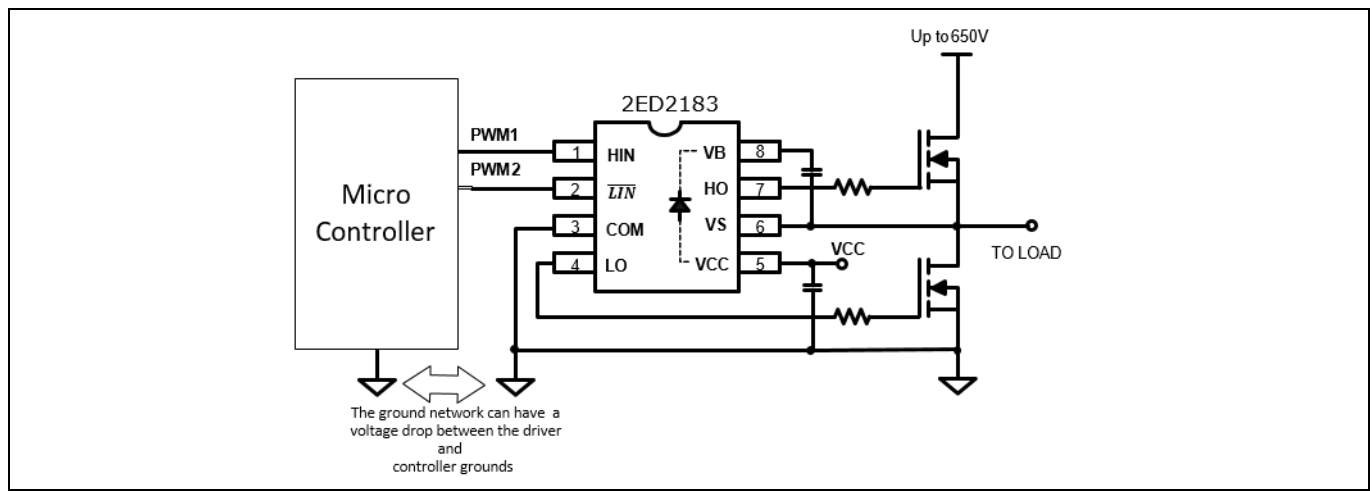 Up to 650V
2ED2183
PWM1
PWM2
Micro
Controller
1
HIN
VB
8
2
L̅I̅N̅
HO
7
3
COM
VS
6
4
LO
VCC
5
VCC
TO LOAD
The ground network can have a
voltage drop between the driver
and
controller grounds